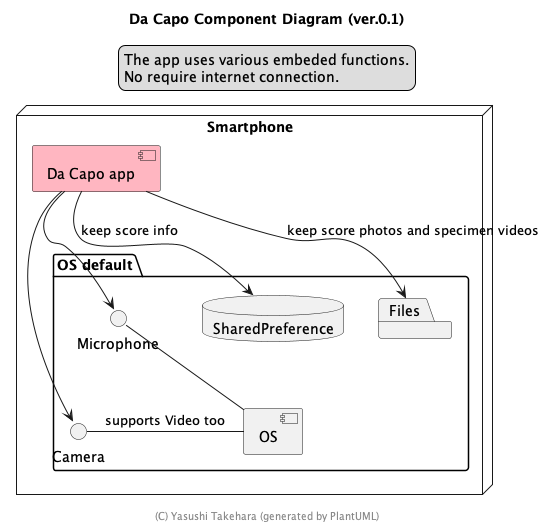 Da Capo Component Diagram (ver.0.1)
The app uses various embeded functions.
No require internet connection.
Smartphone
Da Capo app
keep score info
keep score photos and specimen videos
OS default
Microphone
SharedPreference
Files
supports Video too
OS
Camera
(C) Yasushi Takehara (generated by PlantUML)